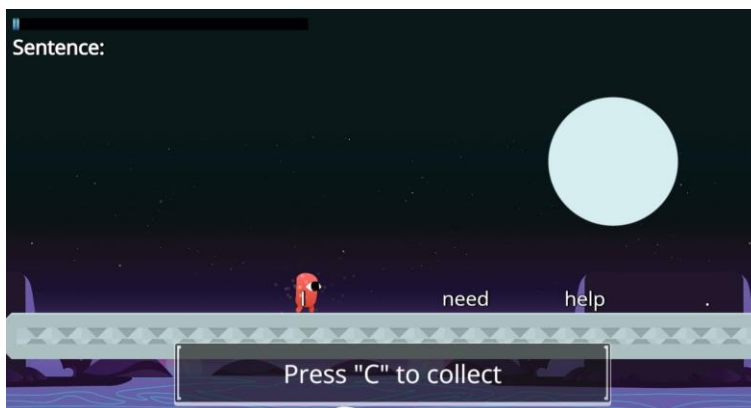 Sentence:
I need help .
Press "C" to collect